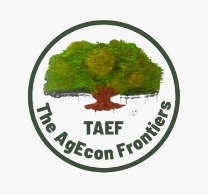 TAEF
The AgEcon Frontiers